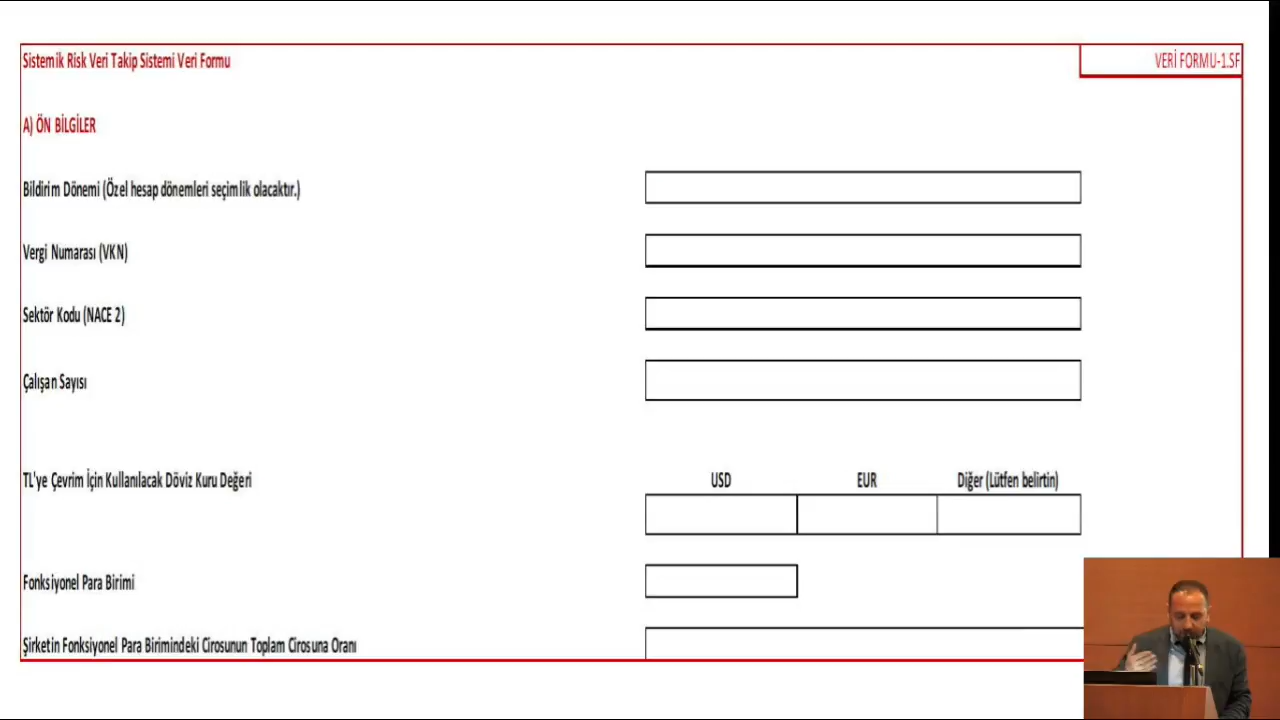 Sistemik Risk Veri Takip Sistemi Veri Formu
VERİ FORMU-1.SF
A) ÖN BİLGİLER
Bildirim Dönemi (Özel hesap dönemleri seçimlik olacaktır.)
Vergi Numarası (VKN)
Sektör Kodu (NACE 2)
Çalışan Sayısı
TL'ye Çevrim İçin Kullanılacak Döviz Kuru Değeri
USD
EUR
Diğer (Lütfen belirtin)
Fonksiyonel Para Birimi
Şirketin Fonksiyonel Para Birimindeki Cirosunun Toplam Cirosuna Oranı